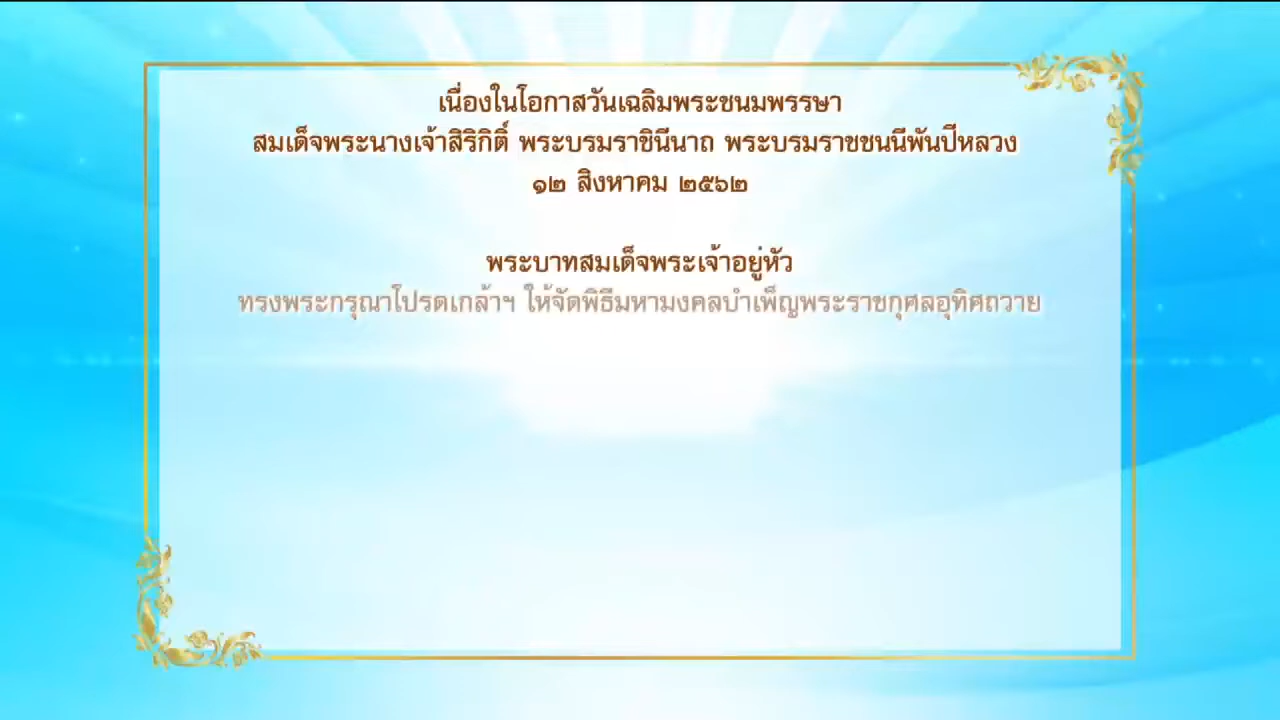 เนื่องในโอกาสวันเฉลิมพระชนมพรรษา
สมเด็จพระนางเจ้าสิริกิติ์ พระบรมราชินีนาถ พระบรมราชชนนีพันปีหลวง
๑๒ สิงหาคม ๒๕๖๒
พระบาทสมเด็จพระเจ้าอยู่หัว
ทรงพระกรุณาโปรดเกล้าฯ ให้จัดพิธีมหามงคลบำเพ็ญพระราชกุศลอุทิศถวาย